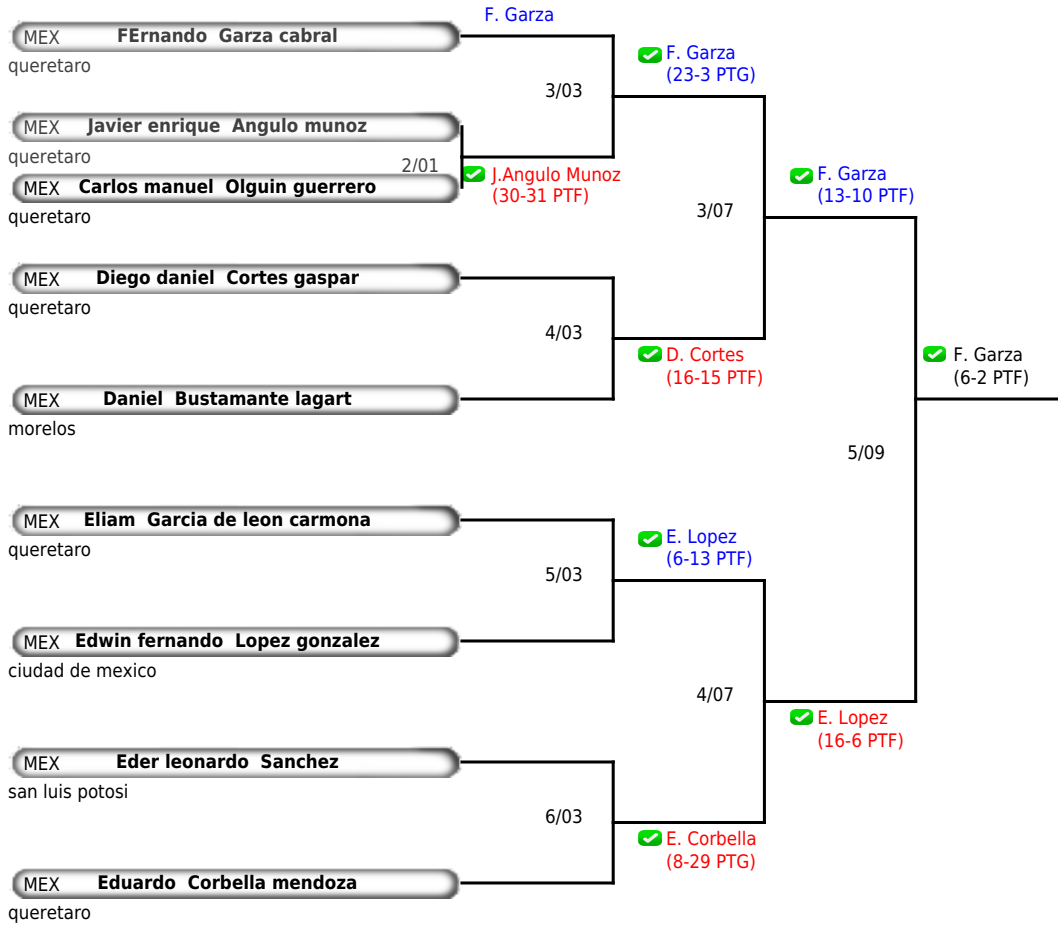 F. Garza
MEX FErnando Garza cabral
queretaro
F. Garza
(23-3 PTG)
3/03
MEX Javier enrique Angulo munoz
queretaro
2/01
J.Angulo Munoz
(30-31 PTF)
MEX Carlos manuel Olguin guerrero
queretaro
F. Garza
(13-10 PTF)
3/07
MEX Diego daniel Cortes gaspar
queretaro
4/03
D. Cortes
(16-15 PTF)
F. Garza
(6-2 PTF)
MEX Daniel Bustamante lagart
morelos
5/09
MEX Eliam Garcia de leon carmona
queretaro
E. Lopez
(6-13 PTF)
5/03
MEX Edwin fernando Lopez gonzalez
ciudad de mexico
4/07
E. Lopez
(16-6 PTF)
MEX Eder leonardo Sanchez
san luis potosi
6/03
E. Corbella
(8-29 PTG)
MEX Eduardo Corbella mendoza
queretaro